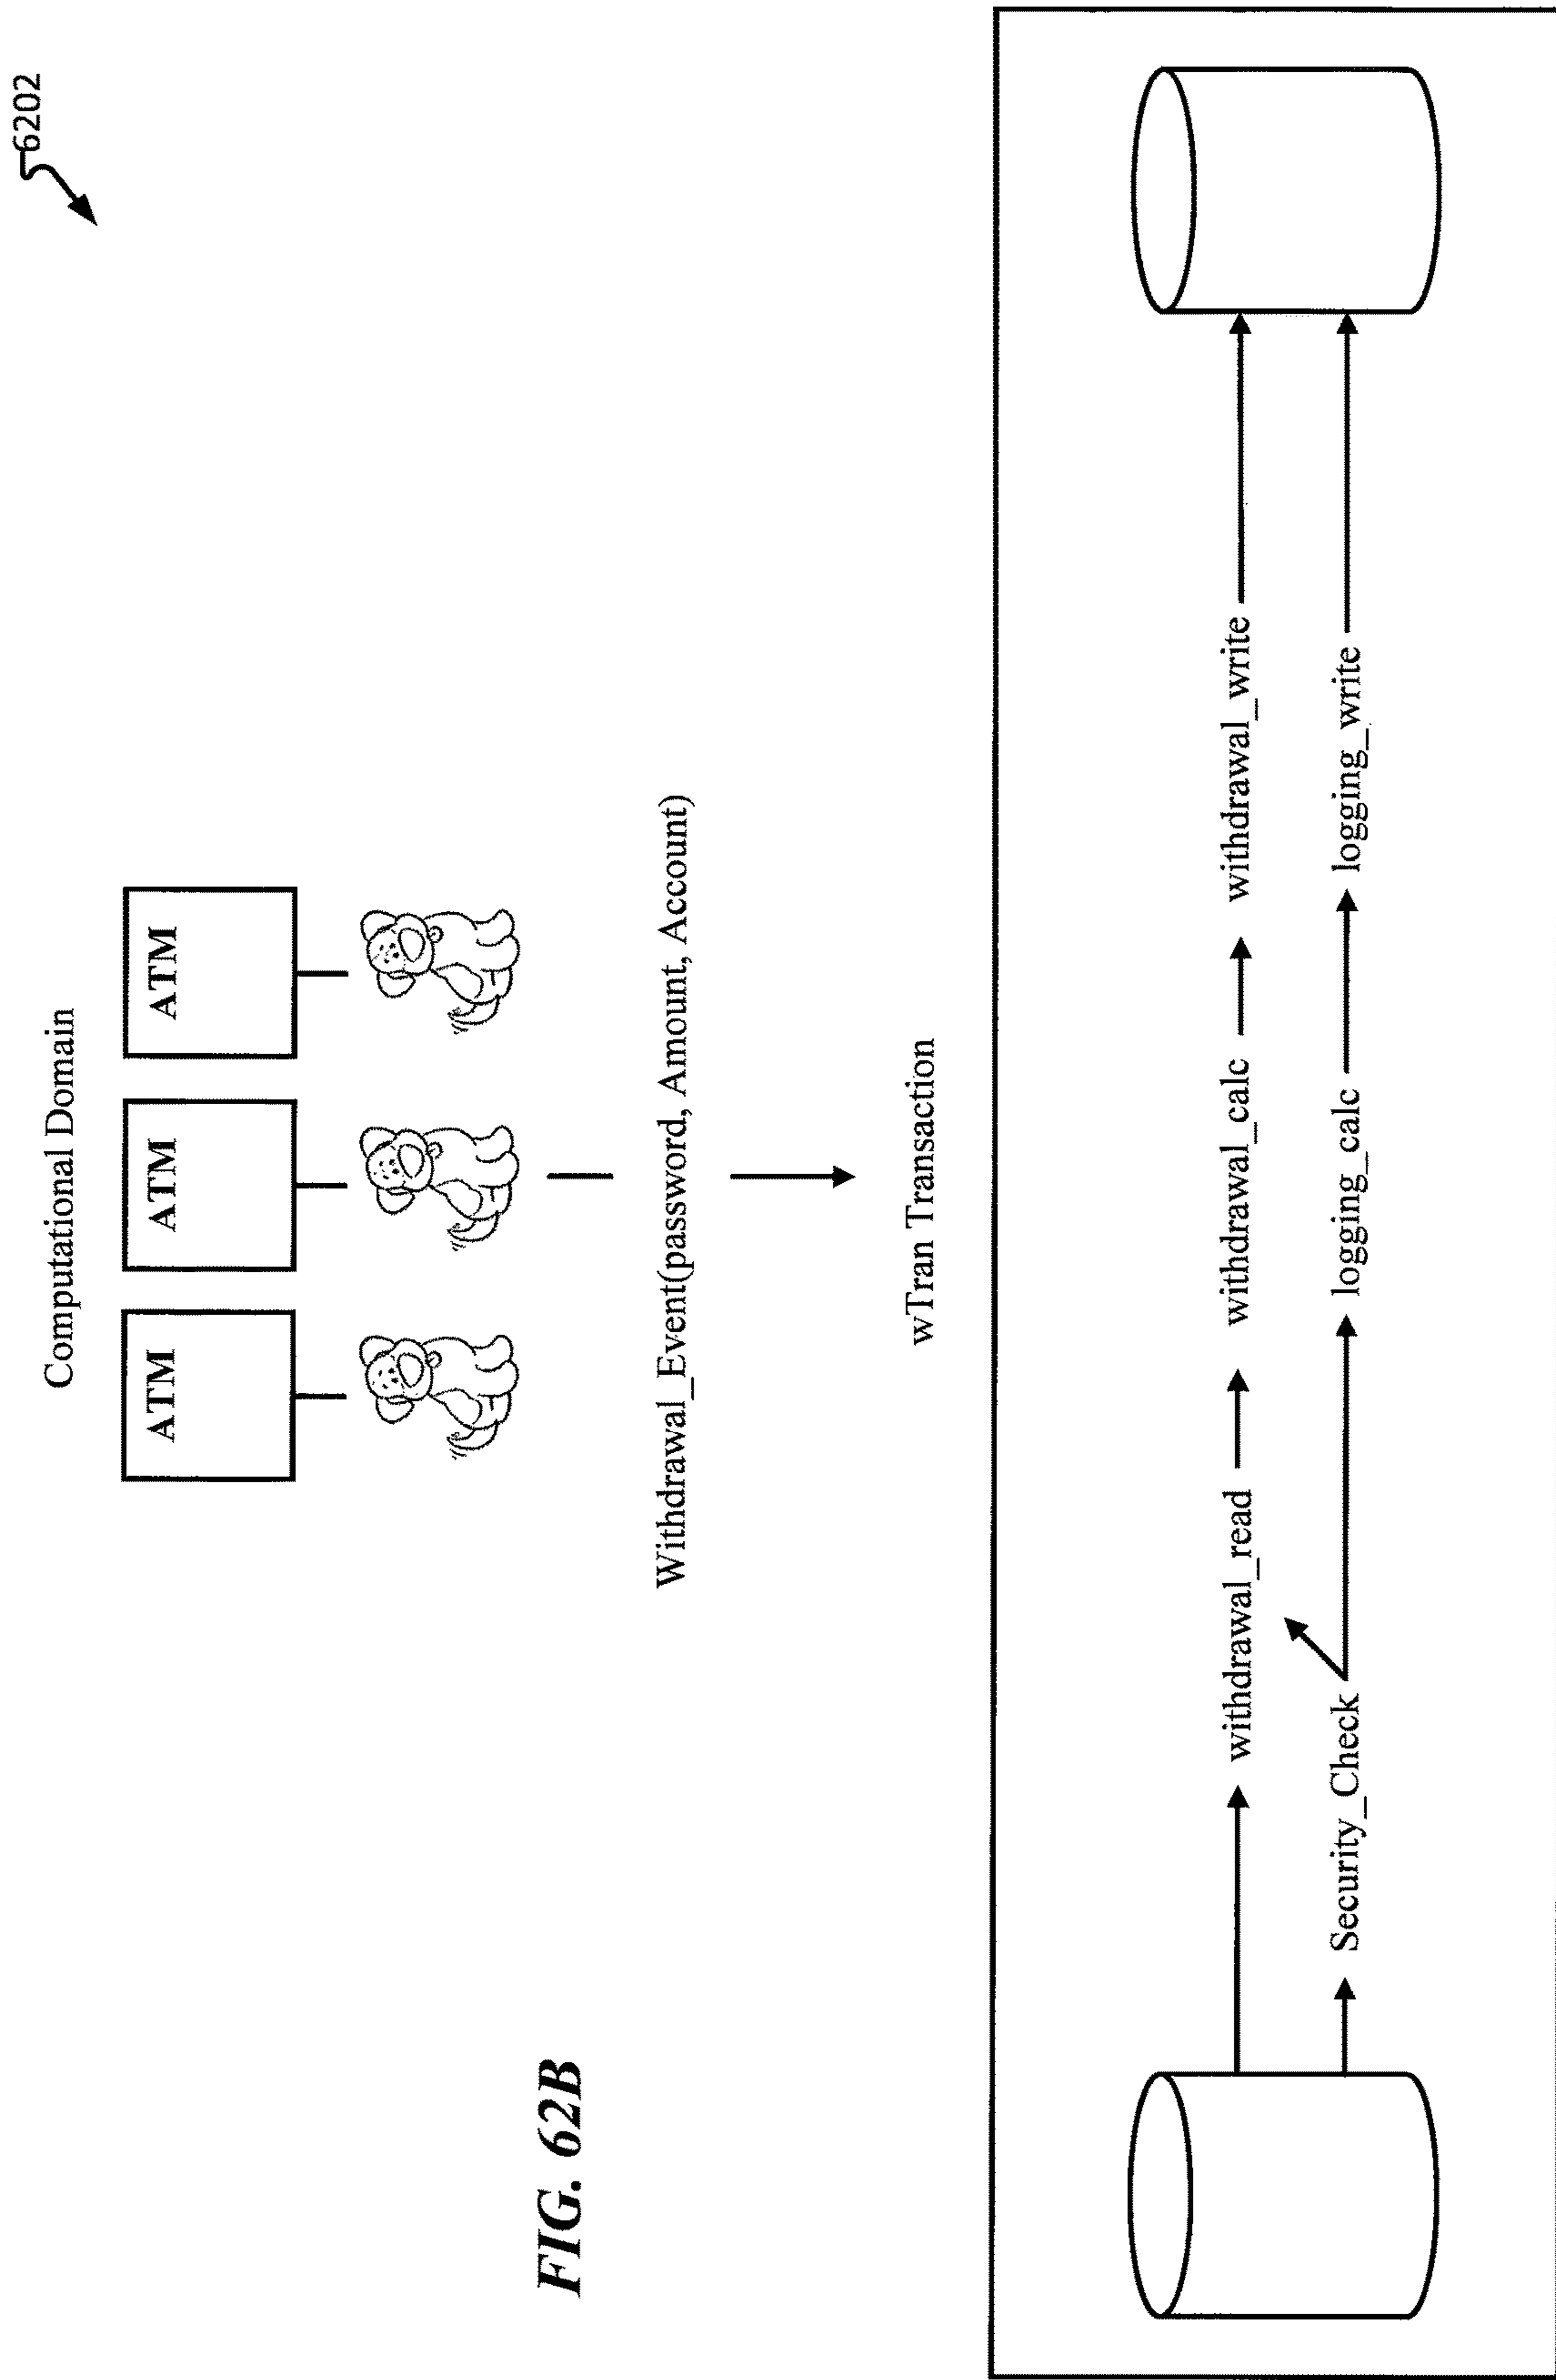 6202
Computational Domain
ATM ATM ATM
Withdrawal_Event(password, Amount, Account)
wTran Transaction
withdrawal_read withdrawal_calc withdrawal_write
Security_Check logging_calc logging_write
FIG. 62B